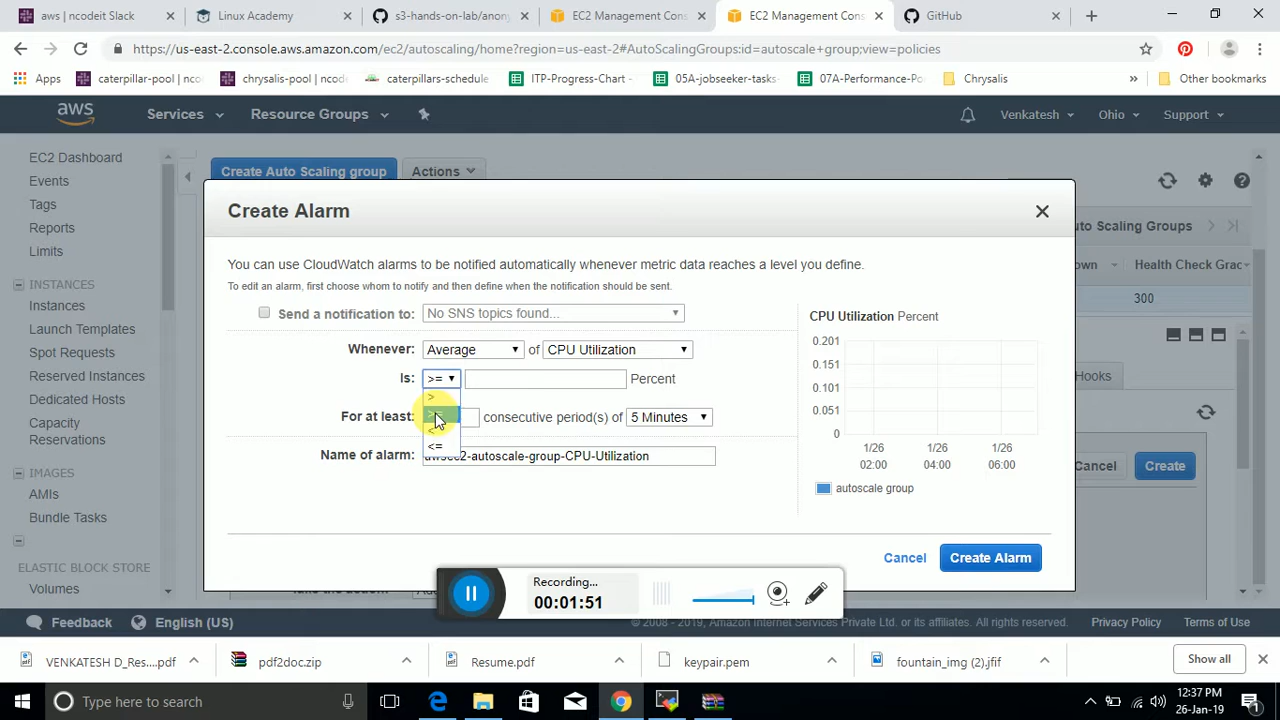 aws | ncodeit Slack
Linux Academy
s3-hands-on-lab/anony
EC2 Management Cons
EC2 Management Cons
GitHub
https://us-east-2.console.aws.amazon.com/ec2/autoscaling/home?region=us-east-2#AutoScalingGroups:id=autoscale+group;view=policies
Apps
caterpillar-pool | nco
chrysalis-pool | ncod
caterpillars-schedule
ITP-Progress-Chart -
05A-jobseeker-tasks
07A-Performance-Po
Chrysalis
»
Other bookmarks
aws
Services
Resource Groups
Venkatesh
Ohio
Support
EC2 Dashboard
Events
Tags
Reports
Limits
INSTANCES
Instances
Launch Templates
Spot Requests
Reserved Instances
Dedicated Hosts
Capacity
Reservations
IMAGES
AMIs
Bundle Tasks
ELASTIC BLOCK STORE
Volumes
Create Auto Scaling group
Actions
uto Scaling Groups
own
Health Check Grac
300
Hooks
ancel
Create
Create Alarm
You can use CloudWatch alarms to be notified automatically whenever metric data reaches a level you define.
To edit an alarm, first choose whom to notify and then define when the notification should be sent.
Send a notification to:
No SNS topics found...
Whenever:
Average
of
CPU Utilization
Is:
>=
Percent
>
>=
<
<=
For at least:
consecutive period(s) of
5 Minutes
Name of alarm:
awsec2-autoscale-group-CPU-Utilization
CPU Utilization Percent
0.201
0.151
0.101
0.051
0
1/26
02:00
1/26
04:00
1/26
06:00
autoscale group
Cancel
Create Alarm
Recording...
00:01:51
Feedback
English (US)
© 2008 - 2019, Amazon Internet Services Private Ltd. or its affiliates. All rights reserved.
Privacy Policy
Terms of Use
VENKATESH D_Res....pdf
pdf2doc.zip
Resume.pdf
keypair.pem
fountain_img (2).jfif
Show all
Type here to search
12:37 PM
26-Jan-19